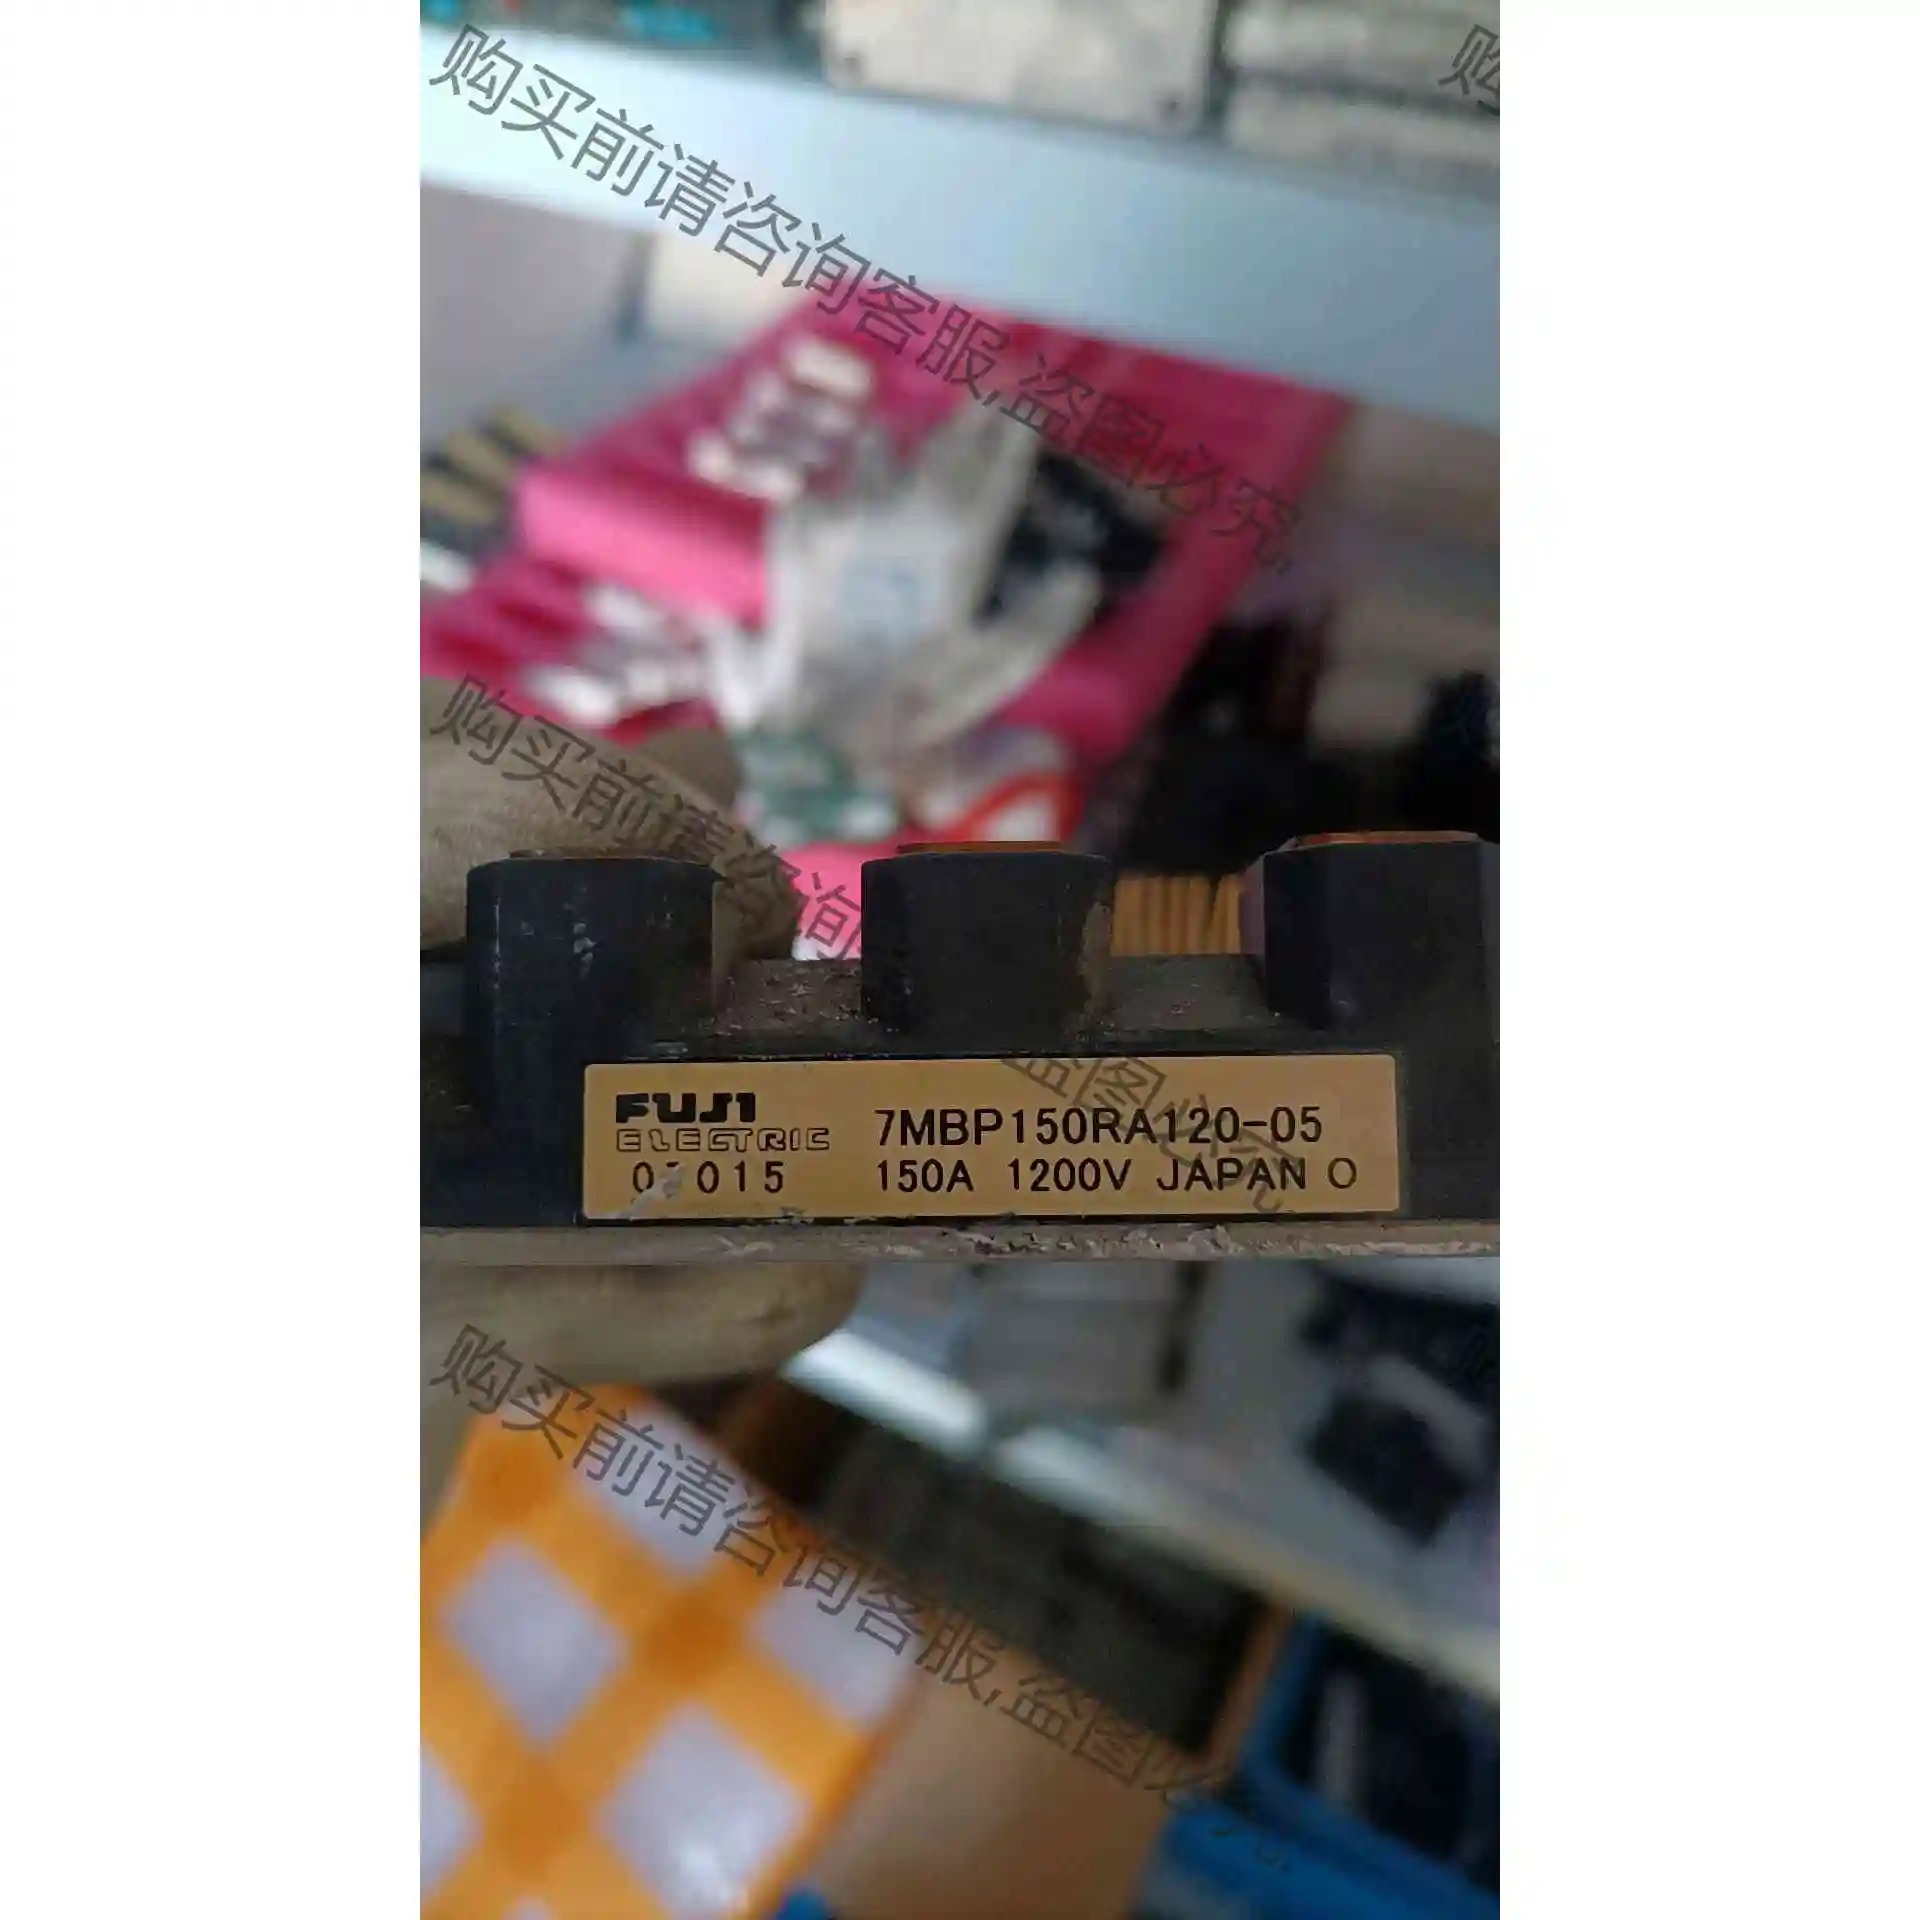 购买前请咨询客服,盗图必究,
购
购买前请咨询
盗图必究,
FUJI
ELECTRIC
7MBP150RA120-05
015
150A 1200V JAPAN O
购买前请咨询客服,盗图必究,